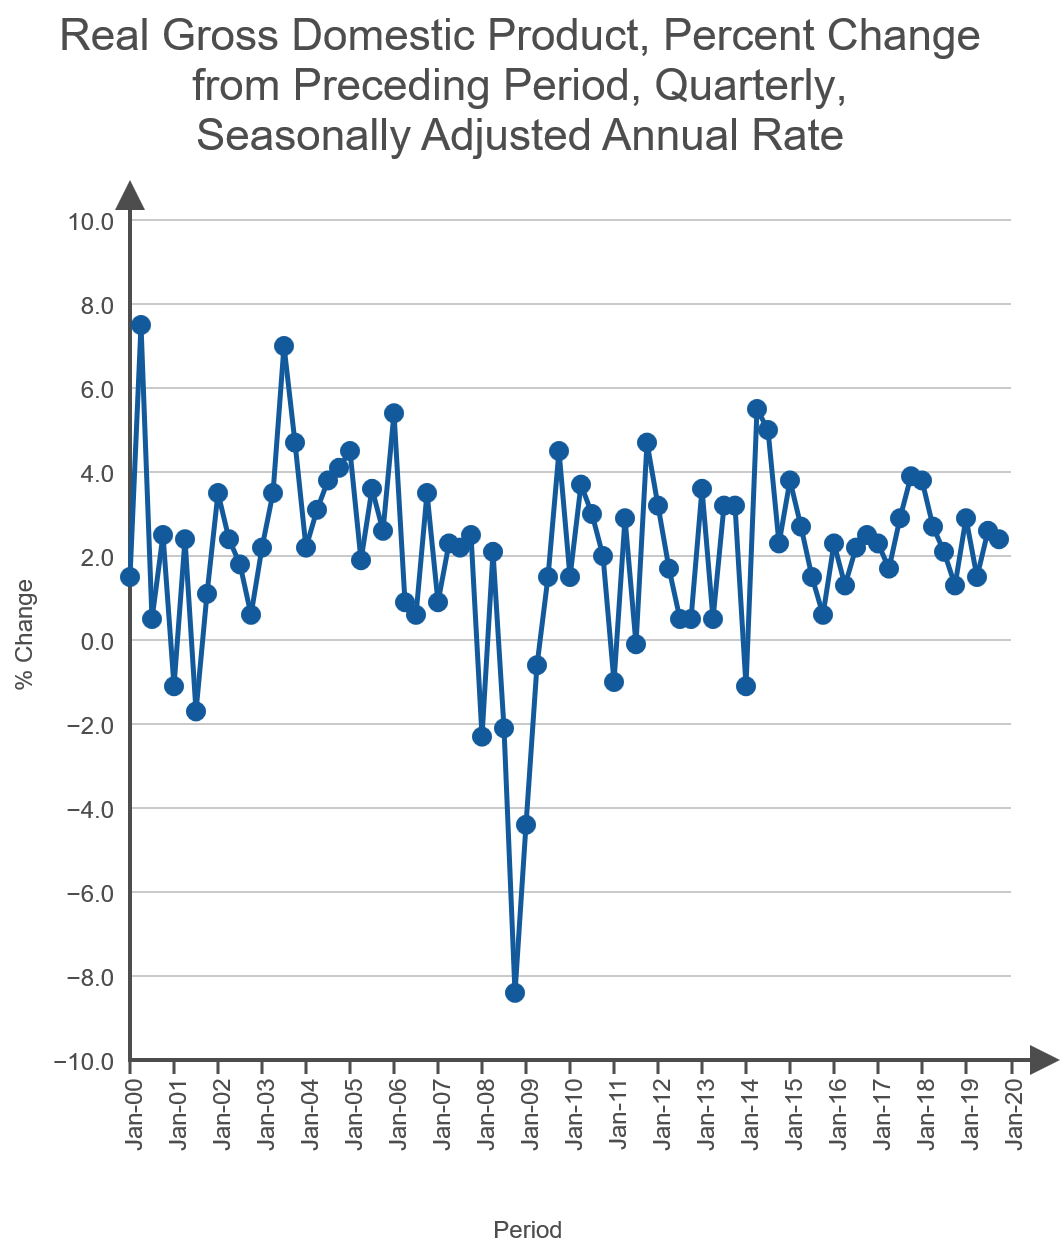 Real Gross Domestic Product, Percent Change
from Preceding Period, Quarterly,
Seasonally Adjusted Annual Rate
10.0
8.0
6.0
4.0
2.0
0.0
−2.0
−4.0
−6.0
−8.0
−10.0
% Change
Jan-00
Jan-01
Jan-02
Jan-03
Jan-04
Jan-05
Jan-06
Jan-07
Jan-08
Jan-09
Jan-10
Jan-11
Jan-12
Jan-13
Jan-14
Jan-15
Jan-16
Jan-17
Jan-18
Jan-19
Jan-20
Period